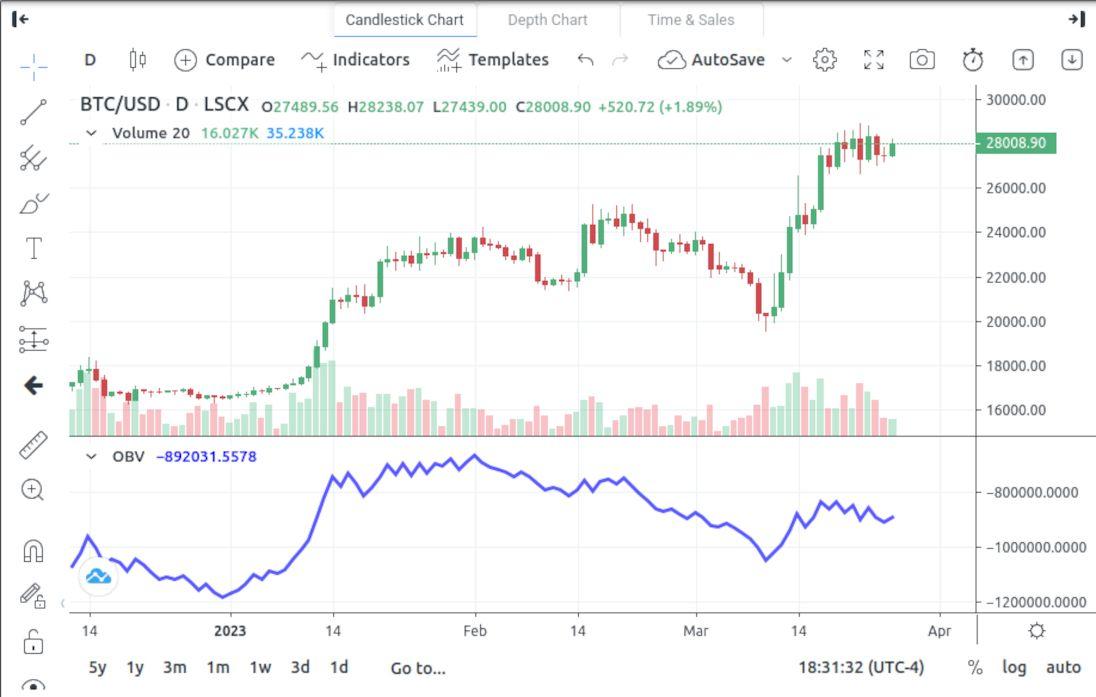 Candlestick Chart Depth Chart Time & Sales
D Compare Indicators Templates AutoSave
BTC/USD · D · LSCX O27489.56 H28238.07 L27439.00 C28008.90 +520.72 (+1.89%)
Volume 20 16.027K 35.238K
30000.00
28008.90
26000.00
24000.00
22000.00
20000.00
18000.00
16000.00
OBV −892031.5578
−800000.0000
−1000000.0000
−1200000.0000
14 2023 14 Feb 14 Mar 14 Apr
5y 1y 3m 1m 1w 3d 1d Go to... 18:31:32 (UTC-4) % log auto